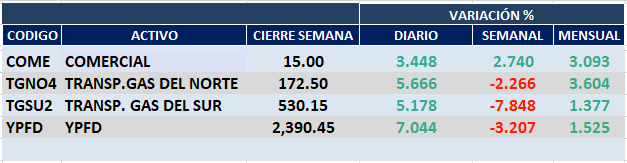 VARIACIÓN %
CODIGO ACTIVO CIERRE SEMANA DIARIO SEMANAL MENSUAL
COME COMERCIAL 15.00 3.448 2.740 3.093
TGNO4 TRANSP.GAS DEL NORTE 172.50 5.666 -2.266 3.604
TGSU2 TRANSP. GAS DEL SUR 530.15 5.178 -7.848 1.377
YPFD YPFD 2,390.45 7.044 -3.207 1.525